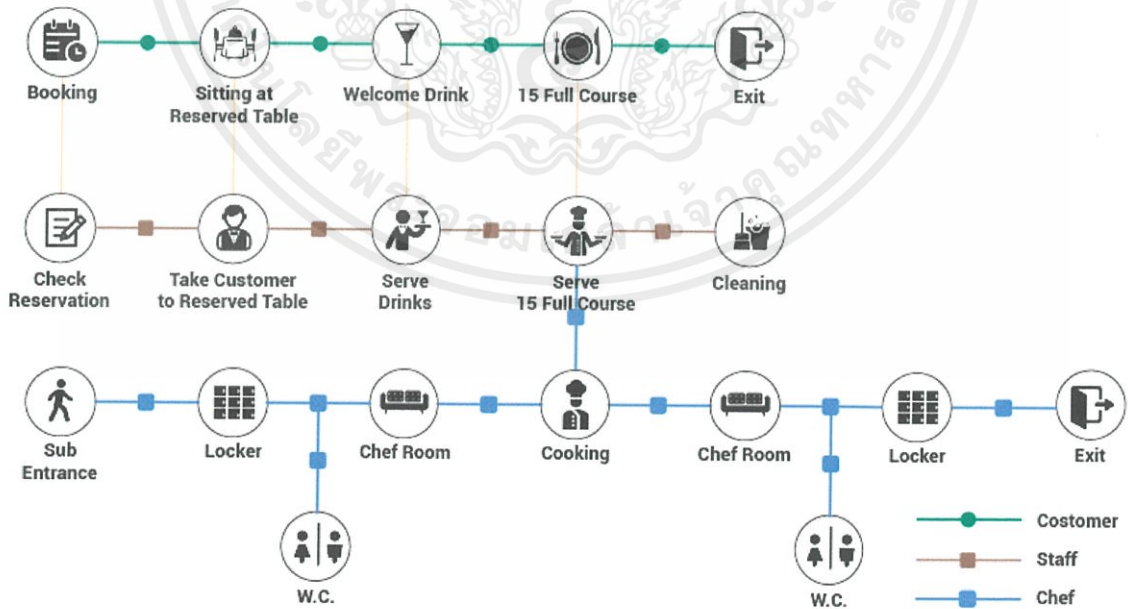 Booking
Sitting at
Reserved Table
Welcome Drink
15 Full Course
Exit
Check
Reservation
Take Customer
to Reserved Table
Serve
Drinks
Serve
15 Full Course
Cleaning
Sub
Entrance
Locker
Chef Room
Cooking
Chef Room
Locker
Exit
W.C.
W.C.
Costomer
Staff
Chef